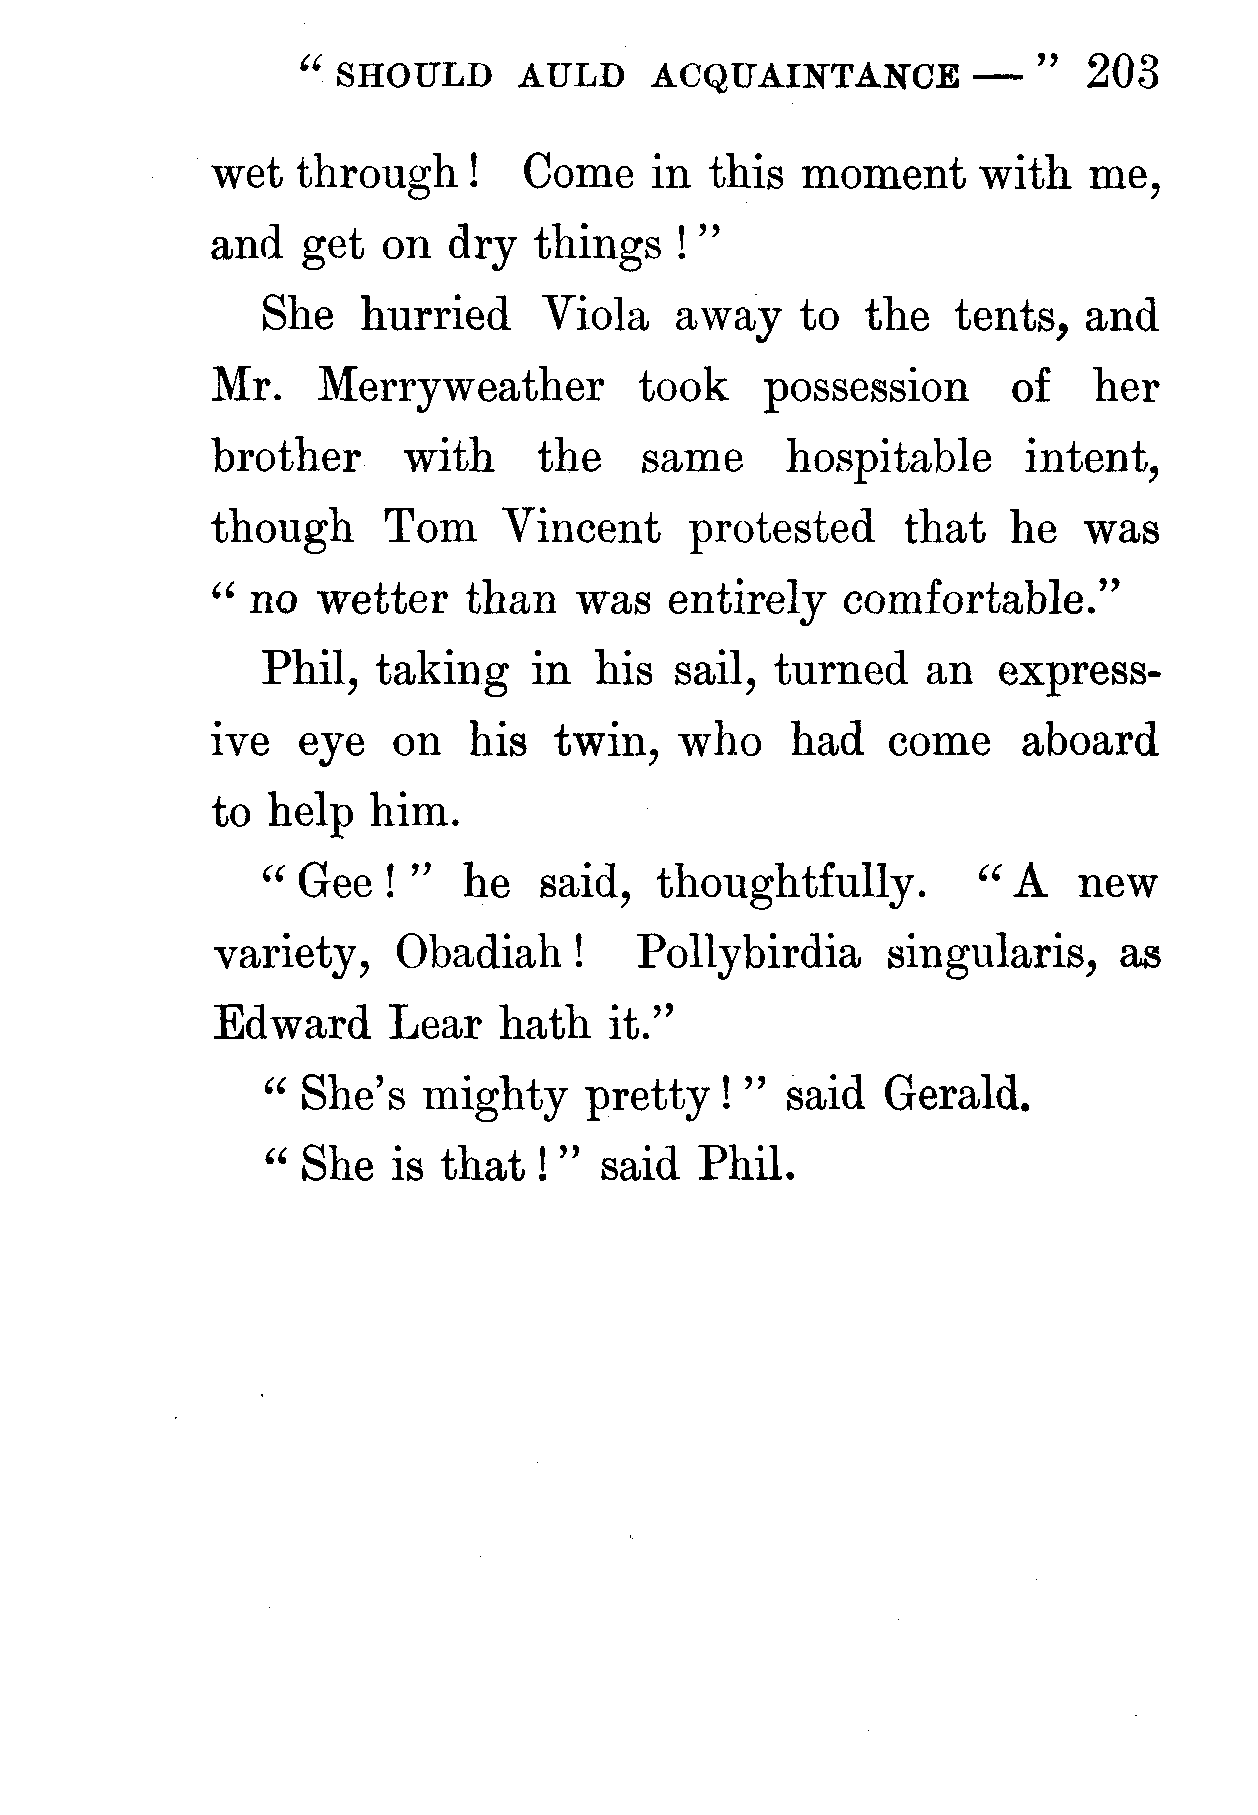 “ SHOULD AULD ACQUAINTANCE — ” 203
wet through ! Come in this moment with me,
and get on dry things ! ”
She hurried Viola away to the tents, and
Mr. Merryweather took possession of her
brother with the same hospitable intent,
though Tom Vincent protested that he was
“ no wetter than was entirely comfortable.”
Phil, taking in his sail, turned an express-
ive eye on his twin, who had come aboard
to help him.
“ Gee ! ” he said, thoughtfully. “ A new
variety, Obadiah ! Pollybirdia singularis, as
Edward Lear hath it.”
“ She’s mighty pretty ! ” said Gerald.
“ She is that ! ” said Phil.